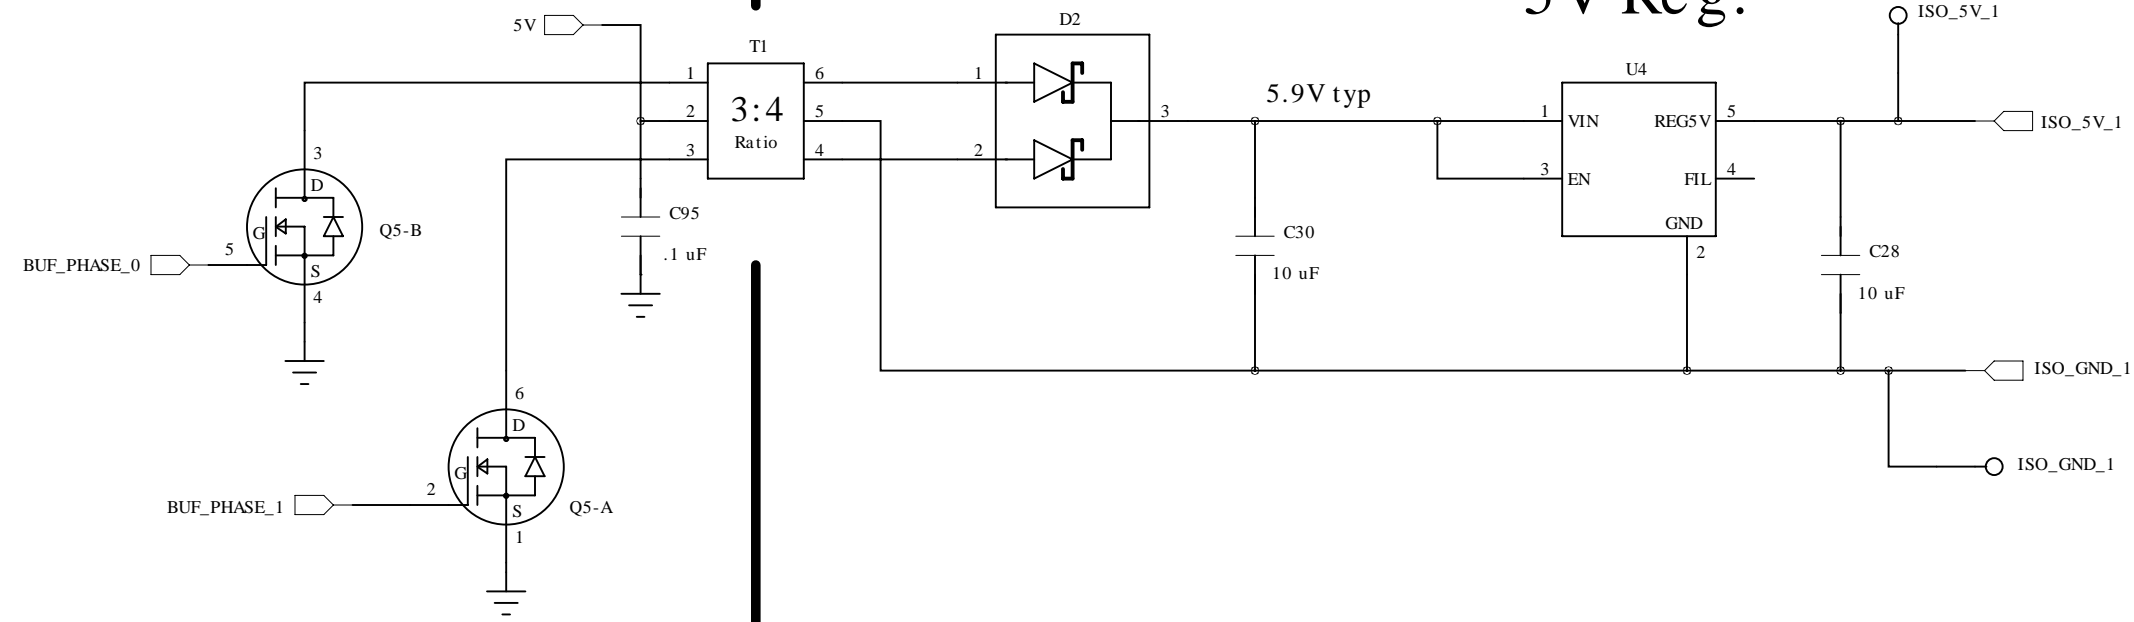 5V Reg.
5V
T1
D2
U4
ISO_5V_1
1
2
3
3:4
Ratio
6
5
4
1
2
3
5.9V typ
1
VIN
3
EN
REG5V
5
FIL
4
GND
2
ISO_5V_1
3
D
G
S
5
4
Q5-B
BUF_PHASE_0
C95
.1 uF
C30
10 uF
C28
10 uF
ISO_GND_1
6
D
G
S
2
1
Q5-A
BUF_PHASE_1
ISO_GND_1